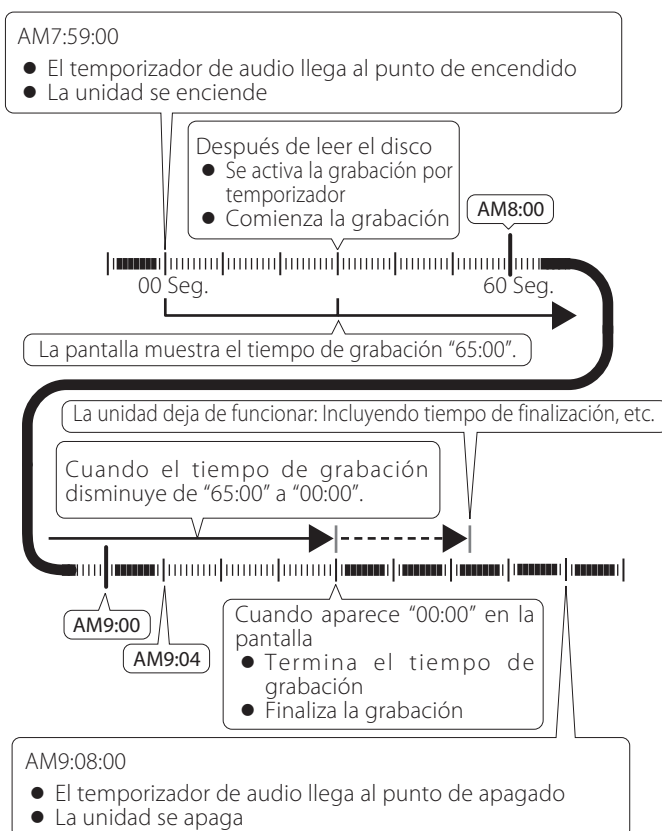 AM7:59:00
● El temporizador de audio llega al punto de encendido
● La unidad se enciende
Después de leer el disco
● Se activa la grabación por
temporizador
● Comienza la grabación
AM8:00
00 Seg.
60 Seg.
La pantalla muestra el tiempo de grabación “65:00”.
La unidad deja de funcionar: Incluyendo tiempo de finalización, etc.
Cuando el tiempo de grabación
disminuye de “65:00” a “00:00”.
AM9:00
AM9:04
Cuando aparece “00:00” en la
pantalla
● Termina el tiempo de
grabación
● Finaliza la grabación
AM9:08:00
● El temporizador de audio llega al punto de apagado
● La unidad se apaga